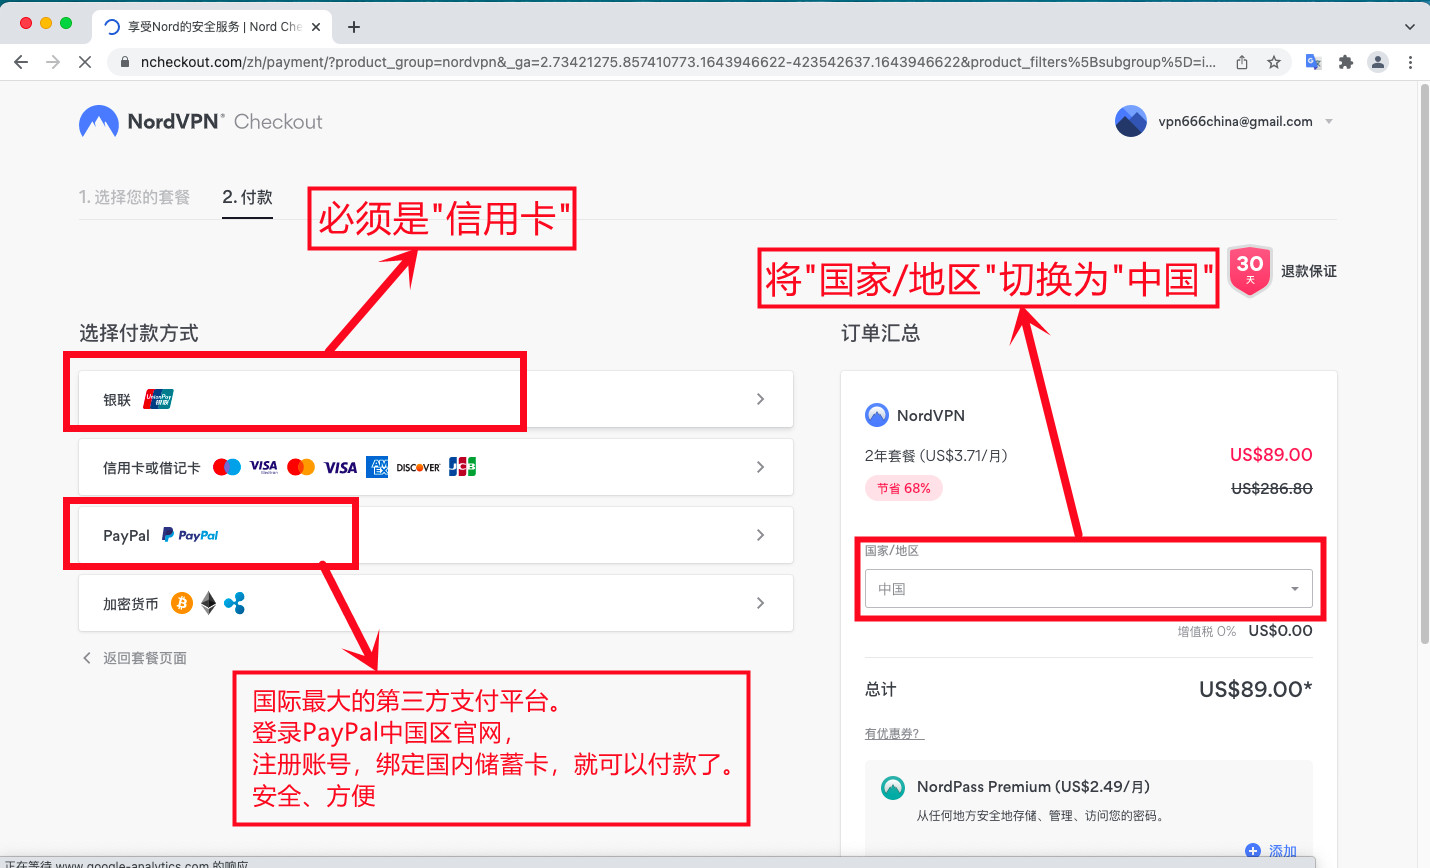 享受Nord的安全服务 | Nord Che
ncheckout.com/zh/payment/?product_group=nordvpn&_ga=2.73421275.857410773.1643946622-423542637.1643946622&product_filters%5Bsubgroup%5D=i...
NordVPN® Checkout
vpn666china@gmail.com
1. 选择您的套餐
2. 付款
必须是"信用卡"
将"国家/地区"切换为"中国"
30
天
退款保证
选择付款方式
银联 UnionPay 银联
信用卡或借记卡 VISA Electron VISA AMEX DISCOVER JCB
PayPal PayPal
加密货币
返回套餐页面
国际最大的第三方支付平台。
登录PayPal中国区官网，
注册账号，绑定国内储蓄卡，就可以付款了。
安全、方便
订单汇总
NordVPN
2年套餐 (US$3.71/月) US$89.00
节省 68% US$286.80
国家/地区
中国
增值税 0% US$0.00
总计 US$89.00*
有优惠券?
NordPass Premium (US$2.49/月)
从任何地方安全地存储、管理、访问您的密码。
添加
正在等待 www.google-analytics.com 的响应